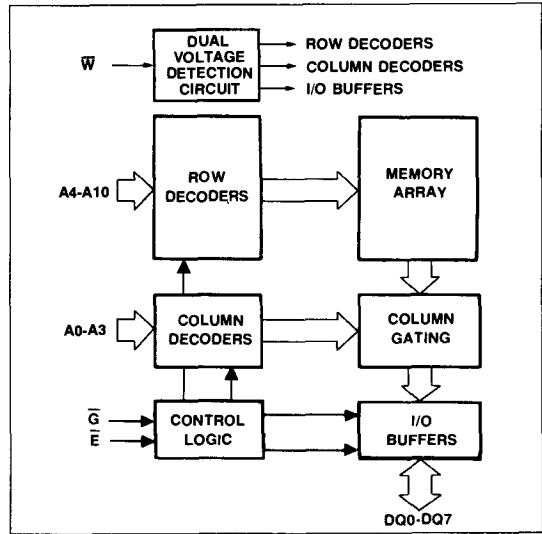 W̅
DUAL
VOLTAGE
DETECTION
CIRCUIT
ROW DECODERS
COLUMN DECODERS
I/O BUFFERS
A4-A10
ROW
DECODERS
MEMORY
ARRAY
A0-A3
COLUMN
DECODERS
COLUMN
GATING
G̅
E̅
CONTROL
LOGIC
I/O
BUFFERS
DQ0-DQ7